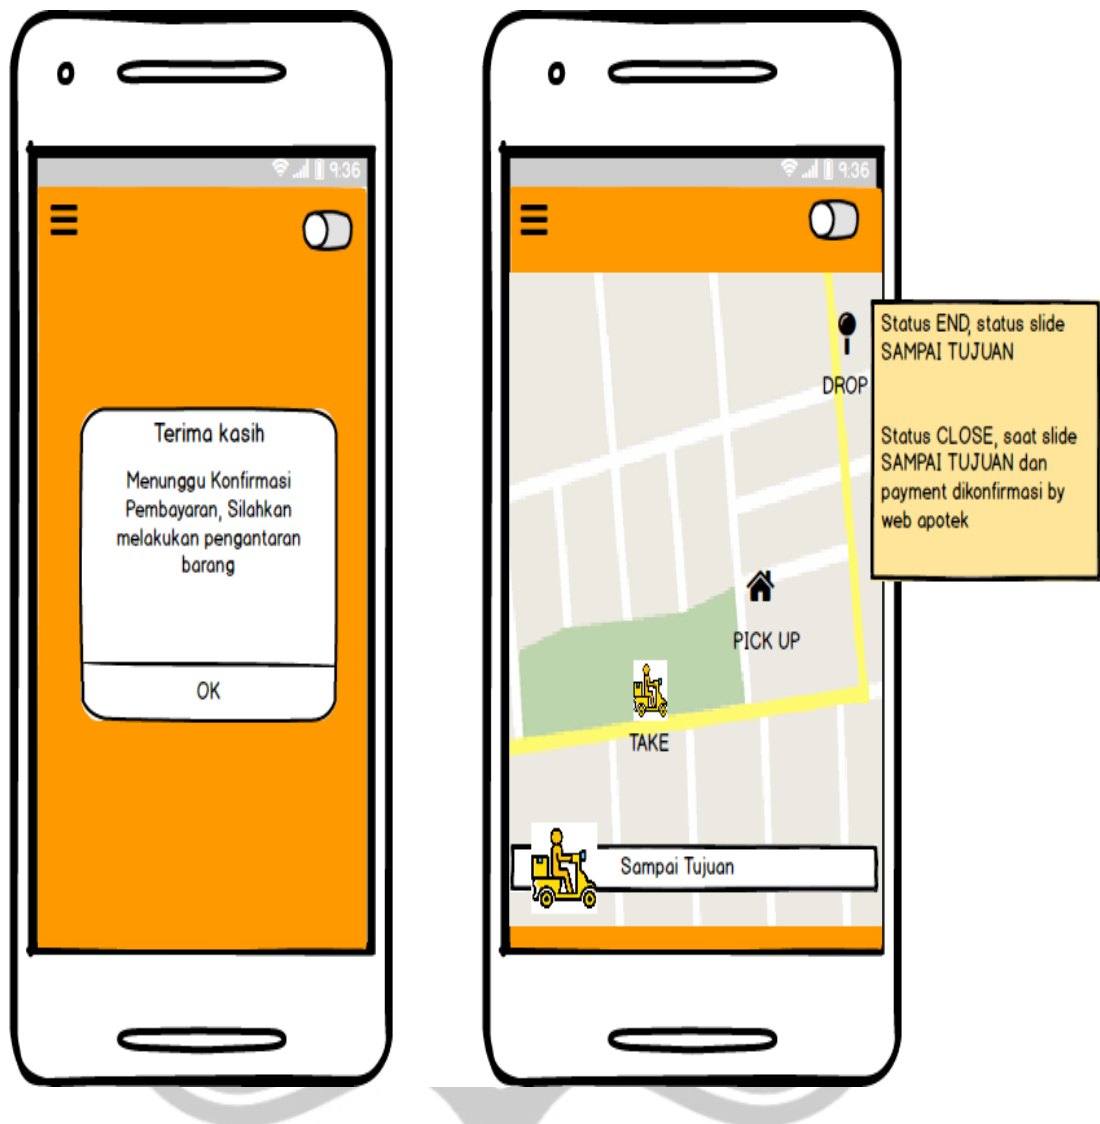 9:36
Terima kasih
Menunggu Konfirmasi
Pembayaran, Silahkan
melakukan pengantaran
barang
OK
9:36
DROP
PICK UP
TAKE
Sampai Tujuan
Status END, status slide
SAMPAI TUJUAN
Status CLOSE, saat slide
SAMPAI TUJUAN dan
payment dikonfirmasi by
web apotek